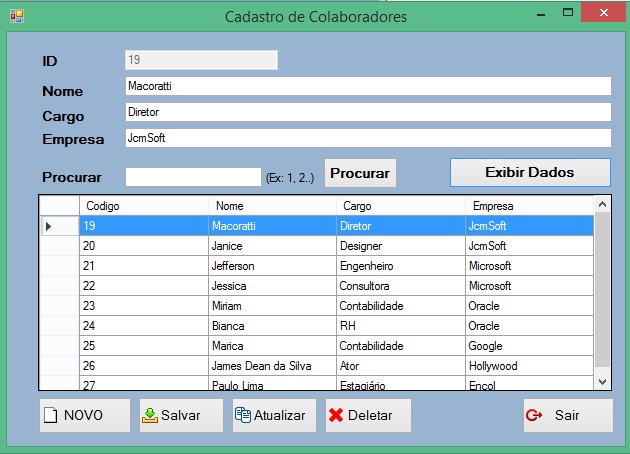 Cadastro de Colaboradores
ID 19
Nome Macoratti
Cargo Diretor
Empresa JcmSoft
Procurar (Ex: 1, 2..) Procurar Exibir Dados
Codigo Nome Cargo Empresa
19 Macoratti Diretor JcmSoft
20 Janice Designer JcmSoft
21 Jefferson Engenheiro Microsoft
22 Jessica Consultora Microsoft
23 Miriam Contabilidade Oracle
24 Bianca RH Oracle
25 Marica Contabilidade Google
26 James Dean da Silva Ator Hollywood
27 Paulo Lima Estagiário Encol
NOVO Salvar Atualizar Deletar Sair